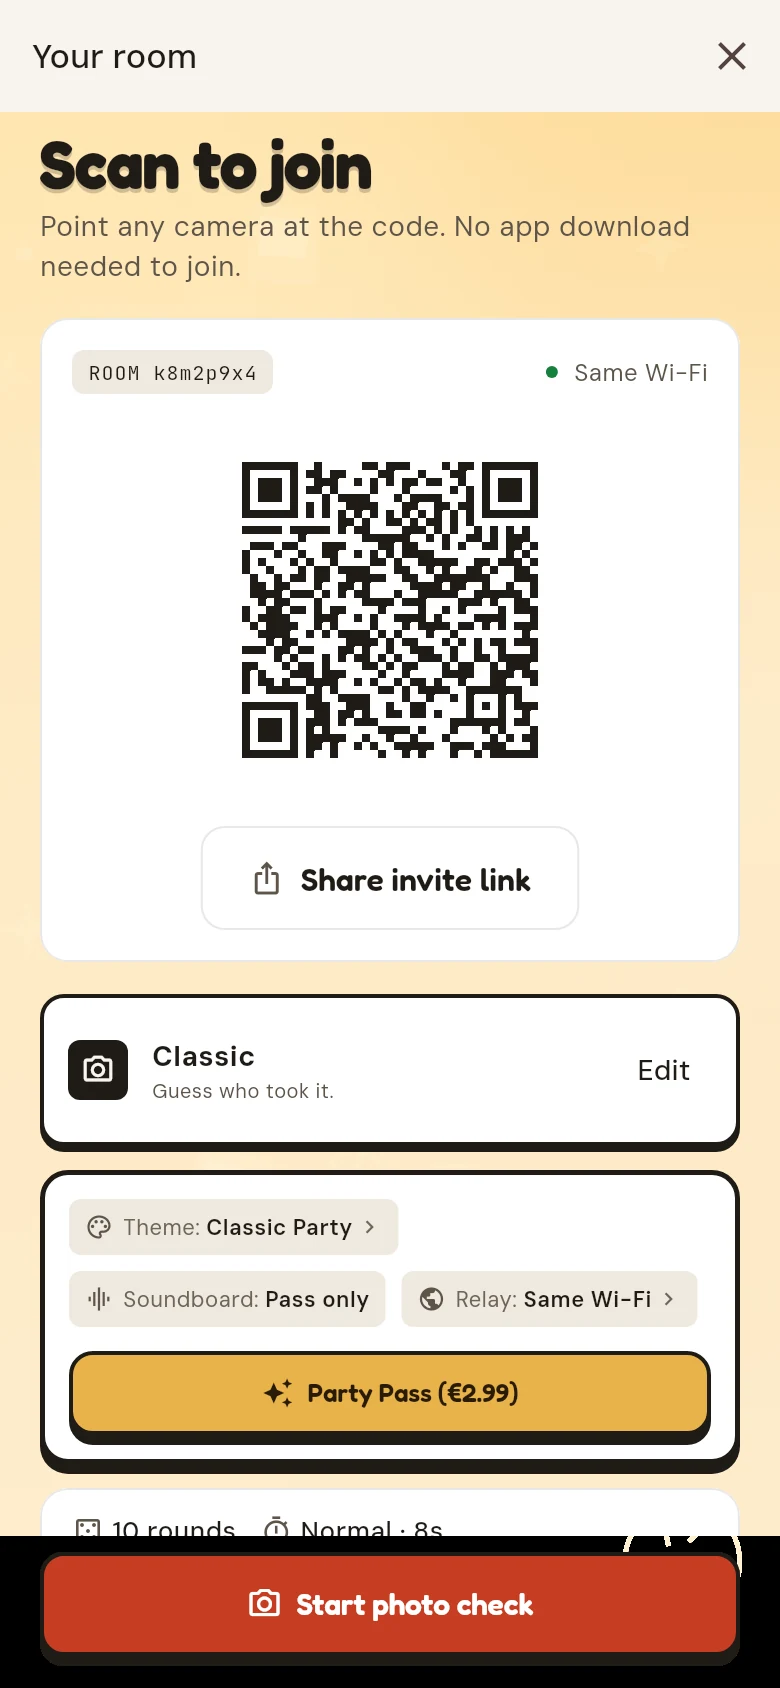 Your room
Scan to join
Point any camera at the code. No app download
needed to join.
ROOM k8m2p9x4
Same Wi-Fi
Share invite link
Classic
Guess who took it.
Edit
Theme: Classic Party
Soundboard: Pass only
Relay: Same Wi-Fi
Party Pass (€2.99)
10 rounds
Normal · 8s
Start photo check